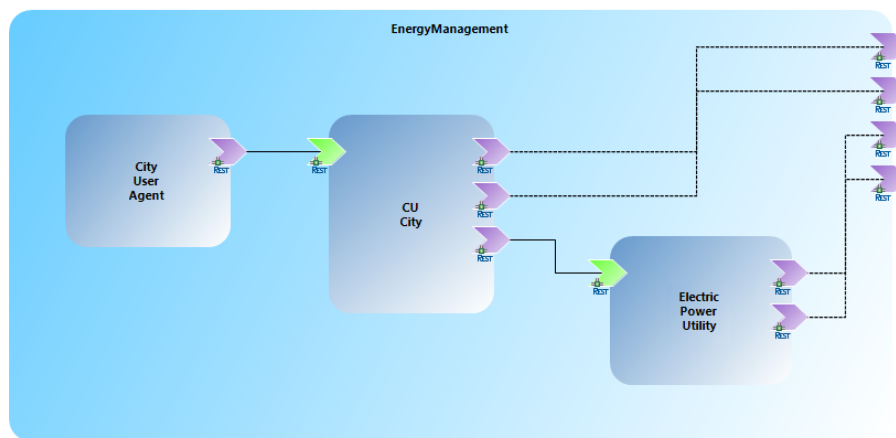 EnergyManagement
REST
REST
REST
REST
City
User
Agent
REST
REST
CU
City
REST
REST
REST
REST
Electric
Power
Utility
REST
REST